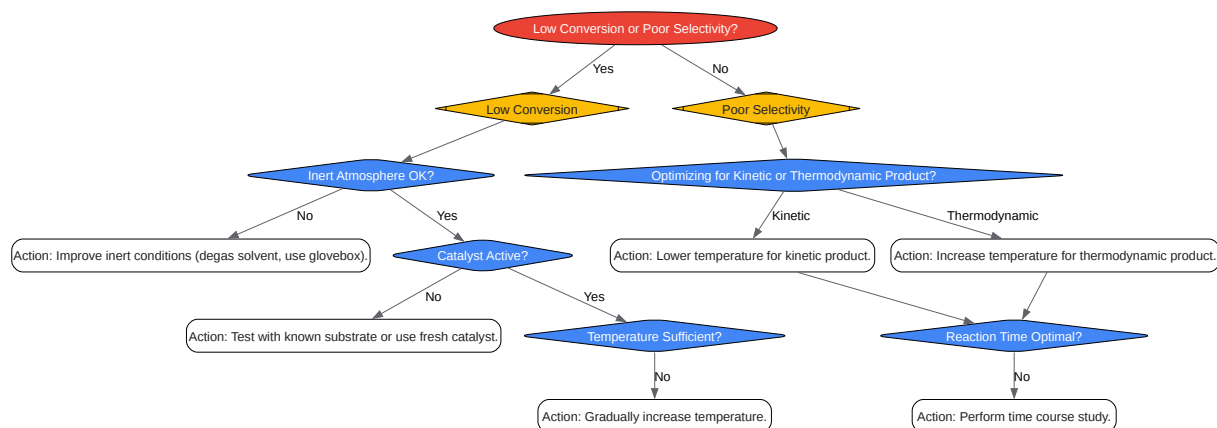 Low Conversion or Poor Selectivity?
Yes
No
Low Conversion
Poor Selectivity
Inert Atmosphere OK?
Optimizing for Kinetic or Thermodynamic Product?
No
Yes
Kinetic
Thermodynamic
Action: Improve inert conditions (degas solvent, use glovebox).
Catalyst Active?
Action: Lower temperature for kinetic product.
Action: Increase temperature for thermodynamic product.
No
Yes
Action: Test with known substrate or use fresh catalyst.
Temperature Sufficient?
Reaction Time Optimal?
No
No
Action: Gradually increase temperature.
Action: Perform time course study.